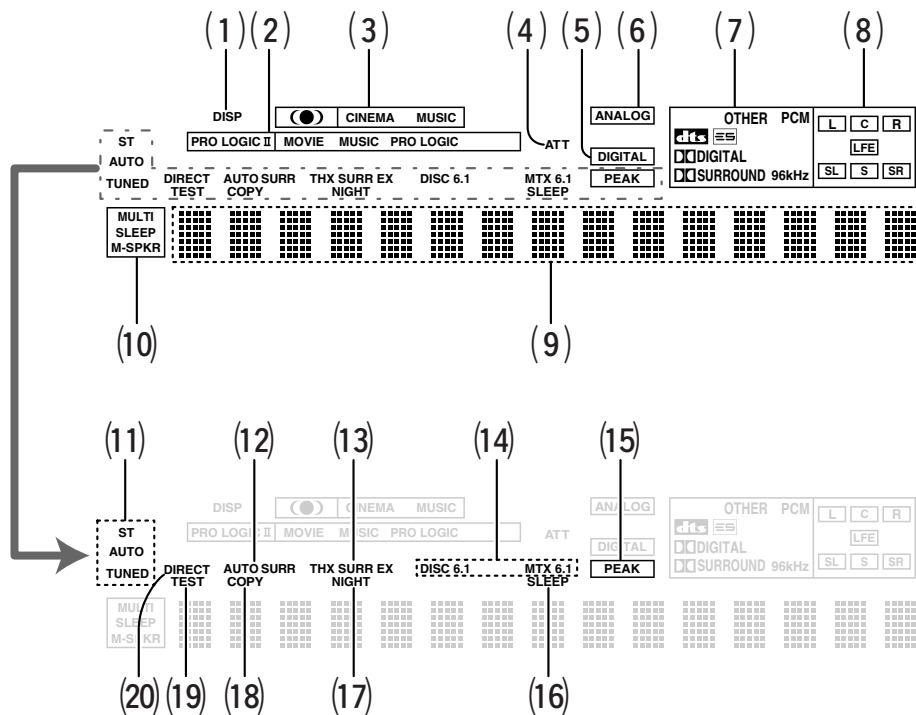 (1) (2) (3) (4) (5) (6) (7) (8)
DISP CINEMA MUSIC ANALOG OTHER PCM L C R
ST PRO LOGIC II MOVIE MUSIC PRO LOGIC ATT dts ES LFE
AUTO DIGITAL DIGITAL
TUNED DIRECT AUTO SURR THX SURR EX DISC 6.1 MTX 6.1 PEAK SURROUND 96kHz SL S SR
TEST COPY NIGHT SLEEP
MULTI
SLEEP
M-SPKR
(10) (9)
(11) (12) (13) (14) (15)
DISP CINEMA MUSIC ANALOG OTHER PCM L C R
ST PRO LOGIC II MOVIE MUSIC PRO LOGIC ATT dts ES LFE
AUTO DIGITAL DIGITAL
TUNED DIRECT AUTO SURR THX SURR EX DISC 6.1 MTX 6.1 PEAK SURROUND 96kHz SL S SR
TEST COPY NIGHT SLEEP
MULTI
SLEEP
M-SPKR
(20) (19) (18) (17) (16)